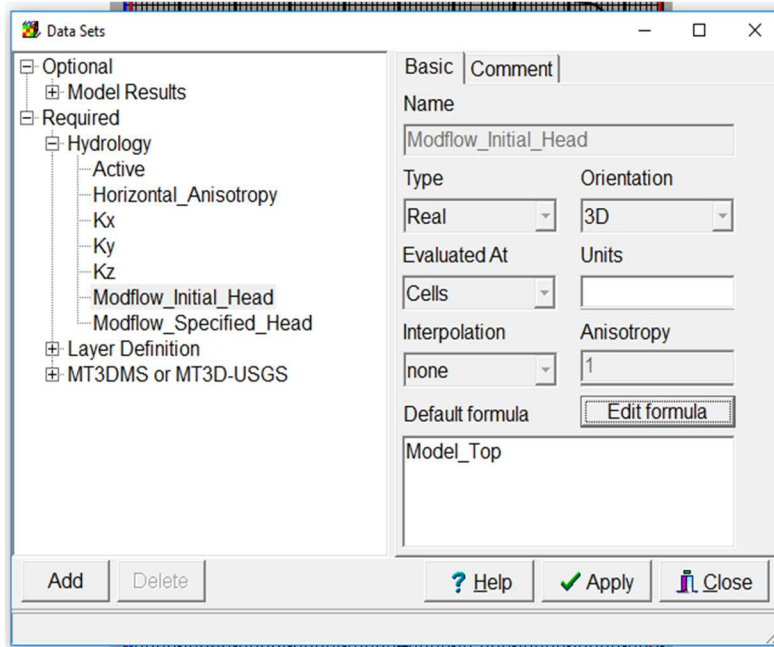 Data Sets
Optional
Model Results
Required
Hydrology
Active
Horizontal_Anisotropy
Kx
Ky
Kz
Modflow_Initial_Head
Modflow_Specified_Head
Layer Definition
MT3DMS or MT3D-USGS
Add
Delete
Basic
Comment
Name
Modflow_Initial_Head
Type
Orientation
Real
3D
Evaluated At
Units
Cells
Interpolation
Anisotropy
none
1
Default formula
Edit formula
Model_Top
? Help
Apply
Close